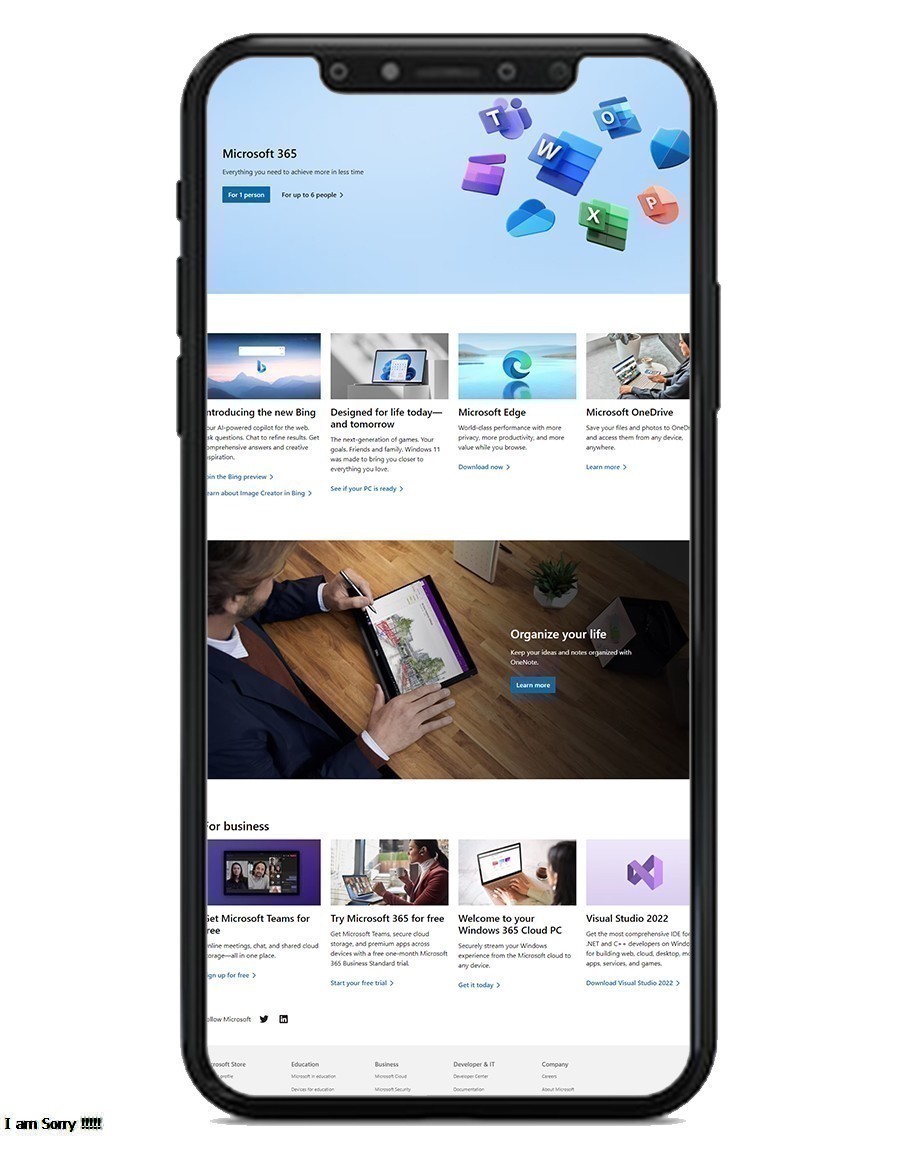 T
O
W
Microsoft 365
Everything you need to achieve more in less time
For 1 person For up to 6 people
P
X
ntroducing the new Bing
ur AI-powered copilot for the web.
sk questions. Chat to refine results. Get
omprehensive answers and creative
spiration.
oin the Bing preview
earn about Image Creator in Bing
Designed for life today—
and tomorrow
The next-generation of games. Your
goals. Friends and family. Windows 11
was made to bring you closer to
everything you love.
See if your PC is ready
Microsoft Edge
World-class performance with more
privacy, more productivity, and more
value while you browse.
Download now
Microsoft OneDrive
Save your files and photos to OneD
and access them from any device,
anywhere.
Learn more
Organize your life
Keep your ideas and notes organized with
OneNote.
Learn more
For business
Get Microsoft Teams for
ree
nline meetings, chat, and shared cloud
orage—all in one place.
ign up for free
Try Microsoft 365 for free
Get Microsoft Teams, secure cloud
storage, and premium apps across
devices with a free one-month Microsoft
365 Business Standard trial.
Start your free trial
Welcome to your
Windows 365 Cloud PC
Securely stream your Windows
experience from the Microsoft cloud to
any device.
Get it today
Visual Studio 2022
Get the most comprehensive IDE fo
.NET and C++ developers on Windo
for building web, cloud, desktop, mo
apps, services, and games.
Download Visual Studio 2022
ollow Microsoft
crosoft Store Education Business Developer & IT Company
profile Microsoft in education Microsoft Cloud Developer Center Careers
Devices for education Microsoft Security Documentation About Microsoft
I am Sorry !!!!!